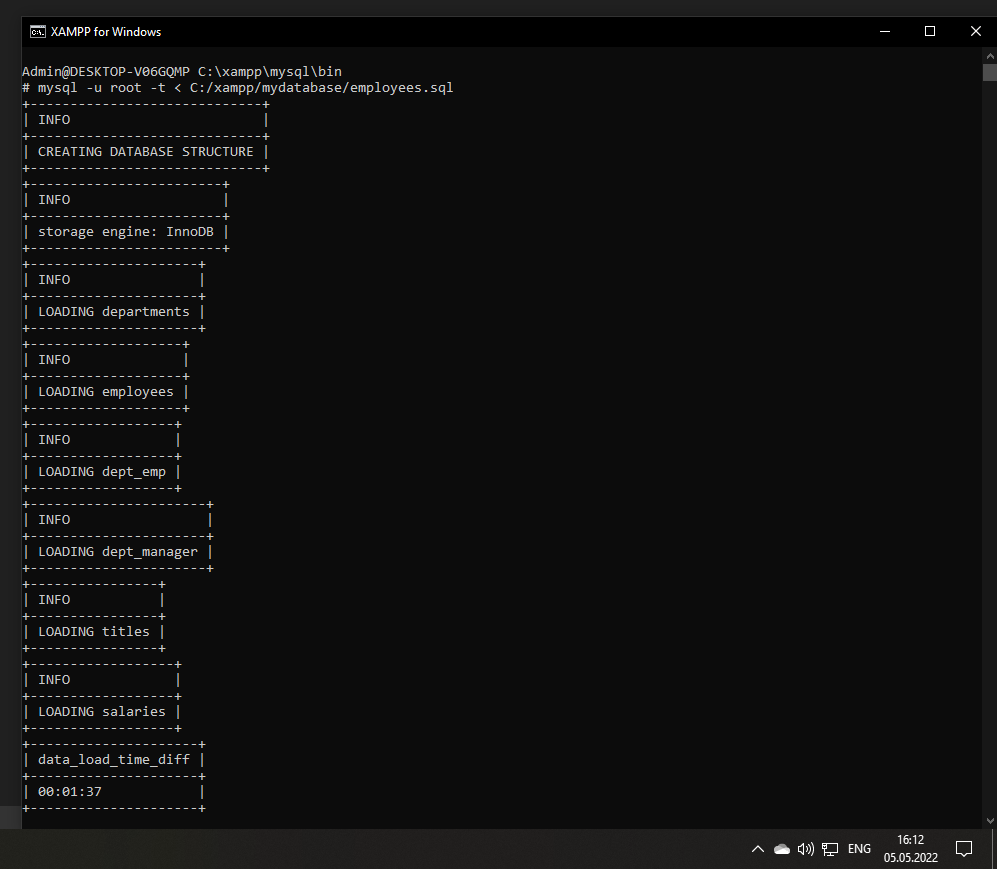 XAMPP for Windows
Admin@DESKTOP-V06GQMP C:\xampp\mysql\bin
# mysql -u root -t < C:/xampp/mydatabase/employees.sql
+-----------------------------+
| INFO                        |
+-----------------------------+
| CREATING DATABASE STRUCTURE |
+-----------------------------+
+------------------------+
| INFO                   |
+------------------------+
| storage engine: InnoDB |
+------------------------+
+---------------------+
| INFO                |
+---------------------+
| LOADING departments |
+---------------------+
+-------------------+
| INFO              |
+-------------------+
| LOADING employees |
+-------------------+
+------------------+
| INFO             |
+------------------+
| LOADING dept_emp |
+------------------+
+----------------------+
| INFO                 |
+----------------------+
| LOADING dept_manager |
+----------------------+
+----------------+
| INFO           |
+----------------+
| LOADING titles |
+----------------+
+------------------+
| INFO             |
+------------------+
| LOADING salaries |
+------------------+
+---------------------+
| data_load_time_diff |
+---------------------+
| 00:01:37            |
+---------------------+
ENG
16:12
05.05.2022